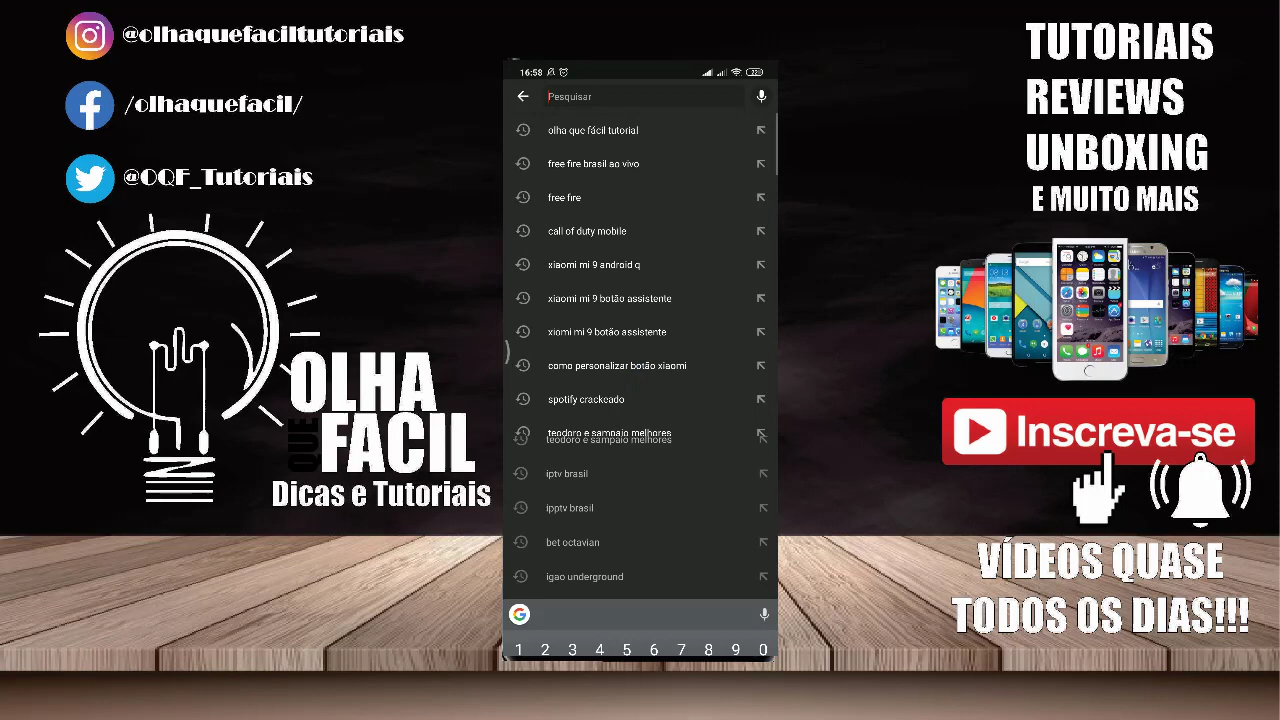 @olhaquefaciltutoriais
/olhaquefacil/
@OQF_Tutoriais
OLHA
QUE
FACIL
Dicas e Tutoriais
16:58
22
Pesquisar
olha que fácil tutorial
free fire brasil ao vivo
free fire
call of duty mobile
xiaomi mi 9 android q
xiaomi mi 9 botão assistente
xiomi mi 9 botão assistente
como personalizar botão xiaomi
spotify crackeado
teodoro e sampaio melhores
teodoro e sampaio melhores
iptv brasil
ipptv brasil
bet octavian
igao underground
G
1 2 3 4 5 6 7 8 9 0
TUTORIAIS
REVIEWS
UNBOXING
E MUITO MAIS
Inscreva-se
VÍDEOS QUASE
TODOS OS DIAS!!!